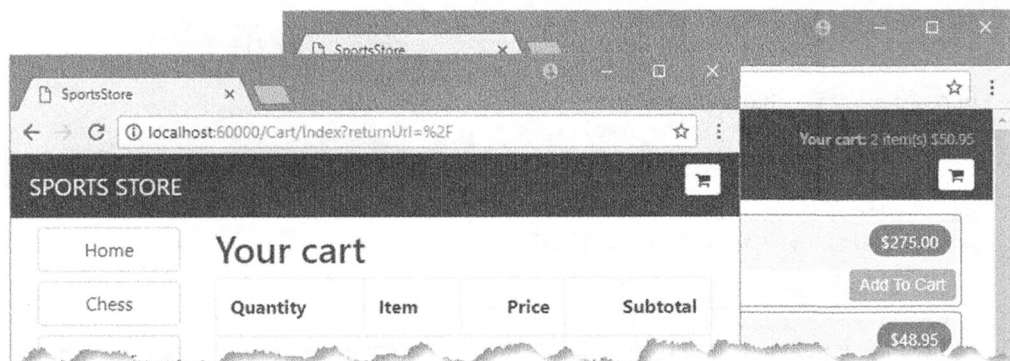 SportsStore
SportsStore
localhost:60000/Cart/Index?returnUrl=%2F
Your cart: 2 item(s) $50.95
SPORTS STORE
Home
Your cart
$275.00
Add To Cart
Chess
Quantity Item Price Subtotal
$48.95